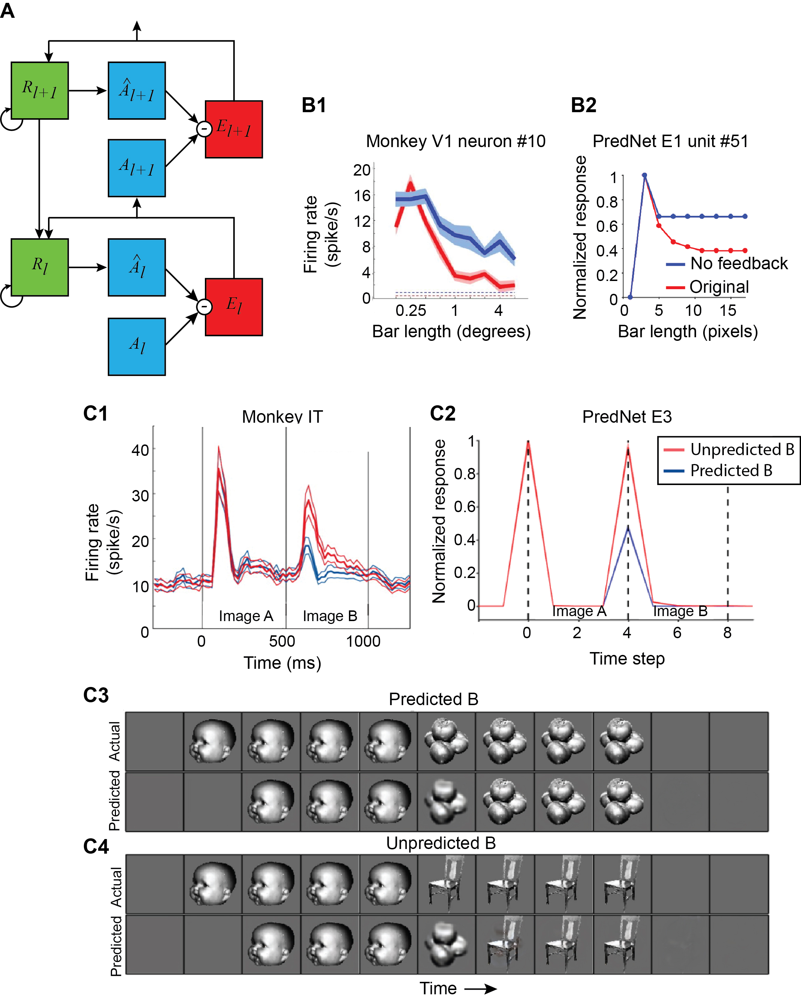 A
R_{l+1}
Â_{l+1}
E_{l+1}
-
A_{l+1}
R_l
Â_l
E_l
-
A_l
B1
Monkey V1 neuron #10
Firing rate
(spike/s)
20
16
12
8
4
0
0.25 1 4
Bar length (degrees)
B2
PredNet E1 unit #51
Normalized response
1
0.8
0.6
0.4
0.2
0
No feedback
Original
0 5 10 15
Bar length (pixels)
C1
Monkey IT
Firing rate
(spike/s)
40
30
20
10
0
Image A Image B
0 500 1000
Time (ms)
C2
PredNet E3
Unpredicted B
Predicted B
Normalized response
1
0.8
0.6
0.4
0.2
0
Image A Image B
0 2 4 6 8
Time step
C3
Predicted B
Actual
Predicted
C4
Unpredicted B
Actual
Predicted
Time